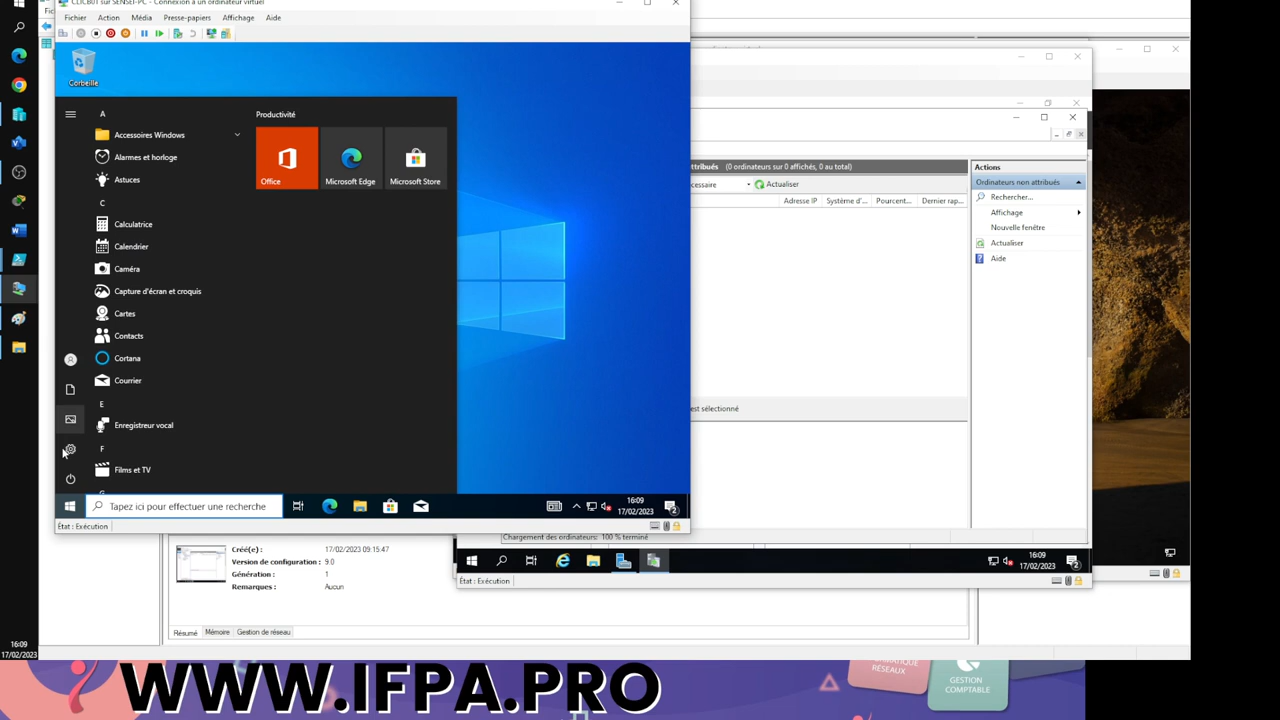 CLICBUT sur SENSEI-PC - Connexion à un ordinateur virtuel
Fichier Action Média Presse-papiers Affichage Aide
Corbeille
A
Accessoires Windows
Alarmes et horloge
Astuces
C
Calculatrice
Calendrier
Caméra
Capture d'écran et croquis
Cartes
Contacts
Cortana
Courrier
E
Enregistreur vocal
F
Films et TV
Productivité
Office
Microsoft Edge
Microsoft Store
Tapez ici pour effectuer une recherche
16:09
17/02/2023
2
État : Exécution
(0 ordinateurs sur 0 affichés, 0 au total)
Actualiser
Adresse IP Système d'... Pourcent... Dernier rap...
est sélectionné
Actions
Ordinateurs non attribués
Rechercher...
Affichage
Nouvelle fenêtre
Actualiser
Aide
Chargement des ordinateurs: 100 % terminé
16:09
17/02/2023
2
État : Exécution
Créé(e) : 17/02/2023 09:15:47
Version de configuration : 9.0
Génération : 1
Remarques : Aucun
Résumé Mémoire Gestion de réseau
16:09
17/02/2023
WWW.IFPA.PRO
RÉSEAUX
GESTION
COMPTABLE